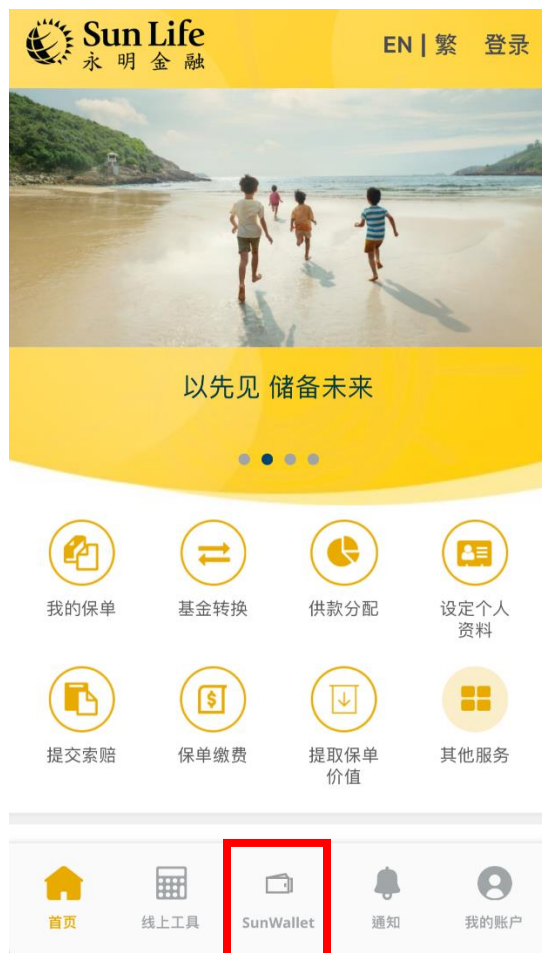 Sun Life
永明金融
EN | 繁 登录
以先见 储备未来
我的保单 基金转换 供款分配 设定个人
资料
提交索赔 保单缴费 提取保单 其他服务
价值
首页 线上工具 SunWallet 通知 我的账户